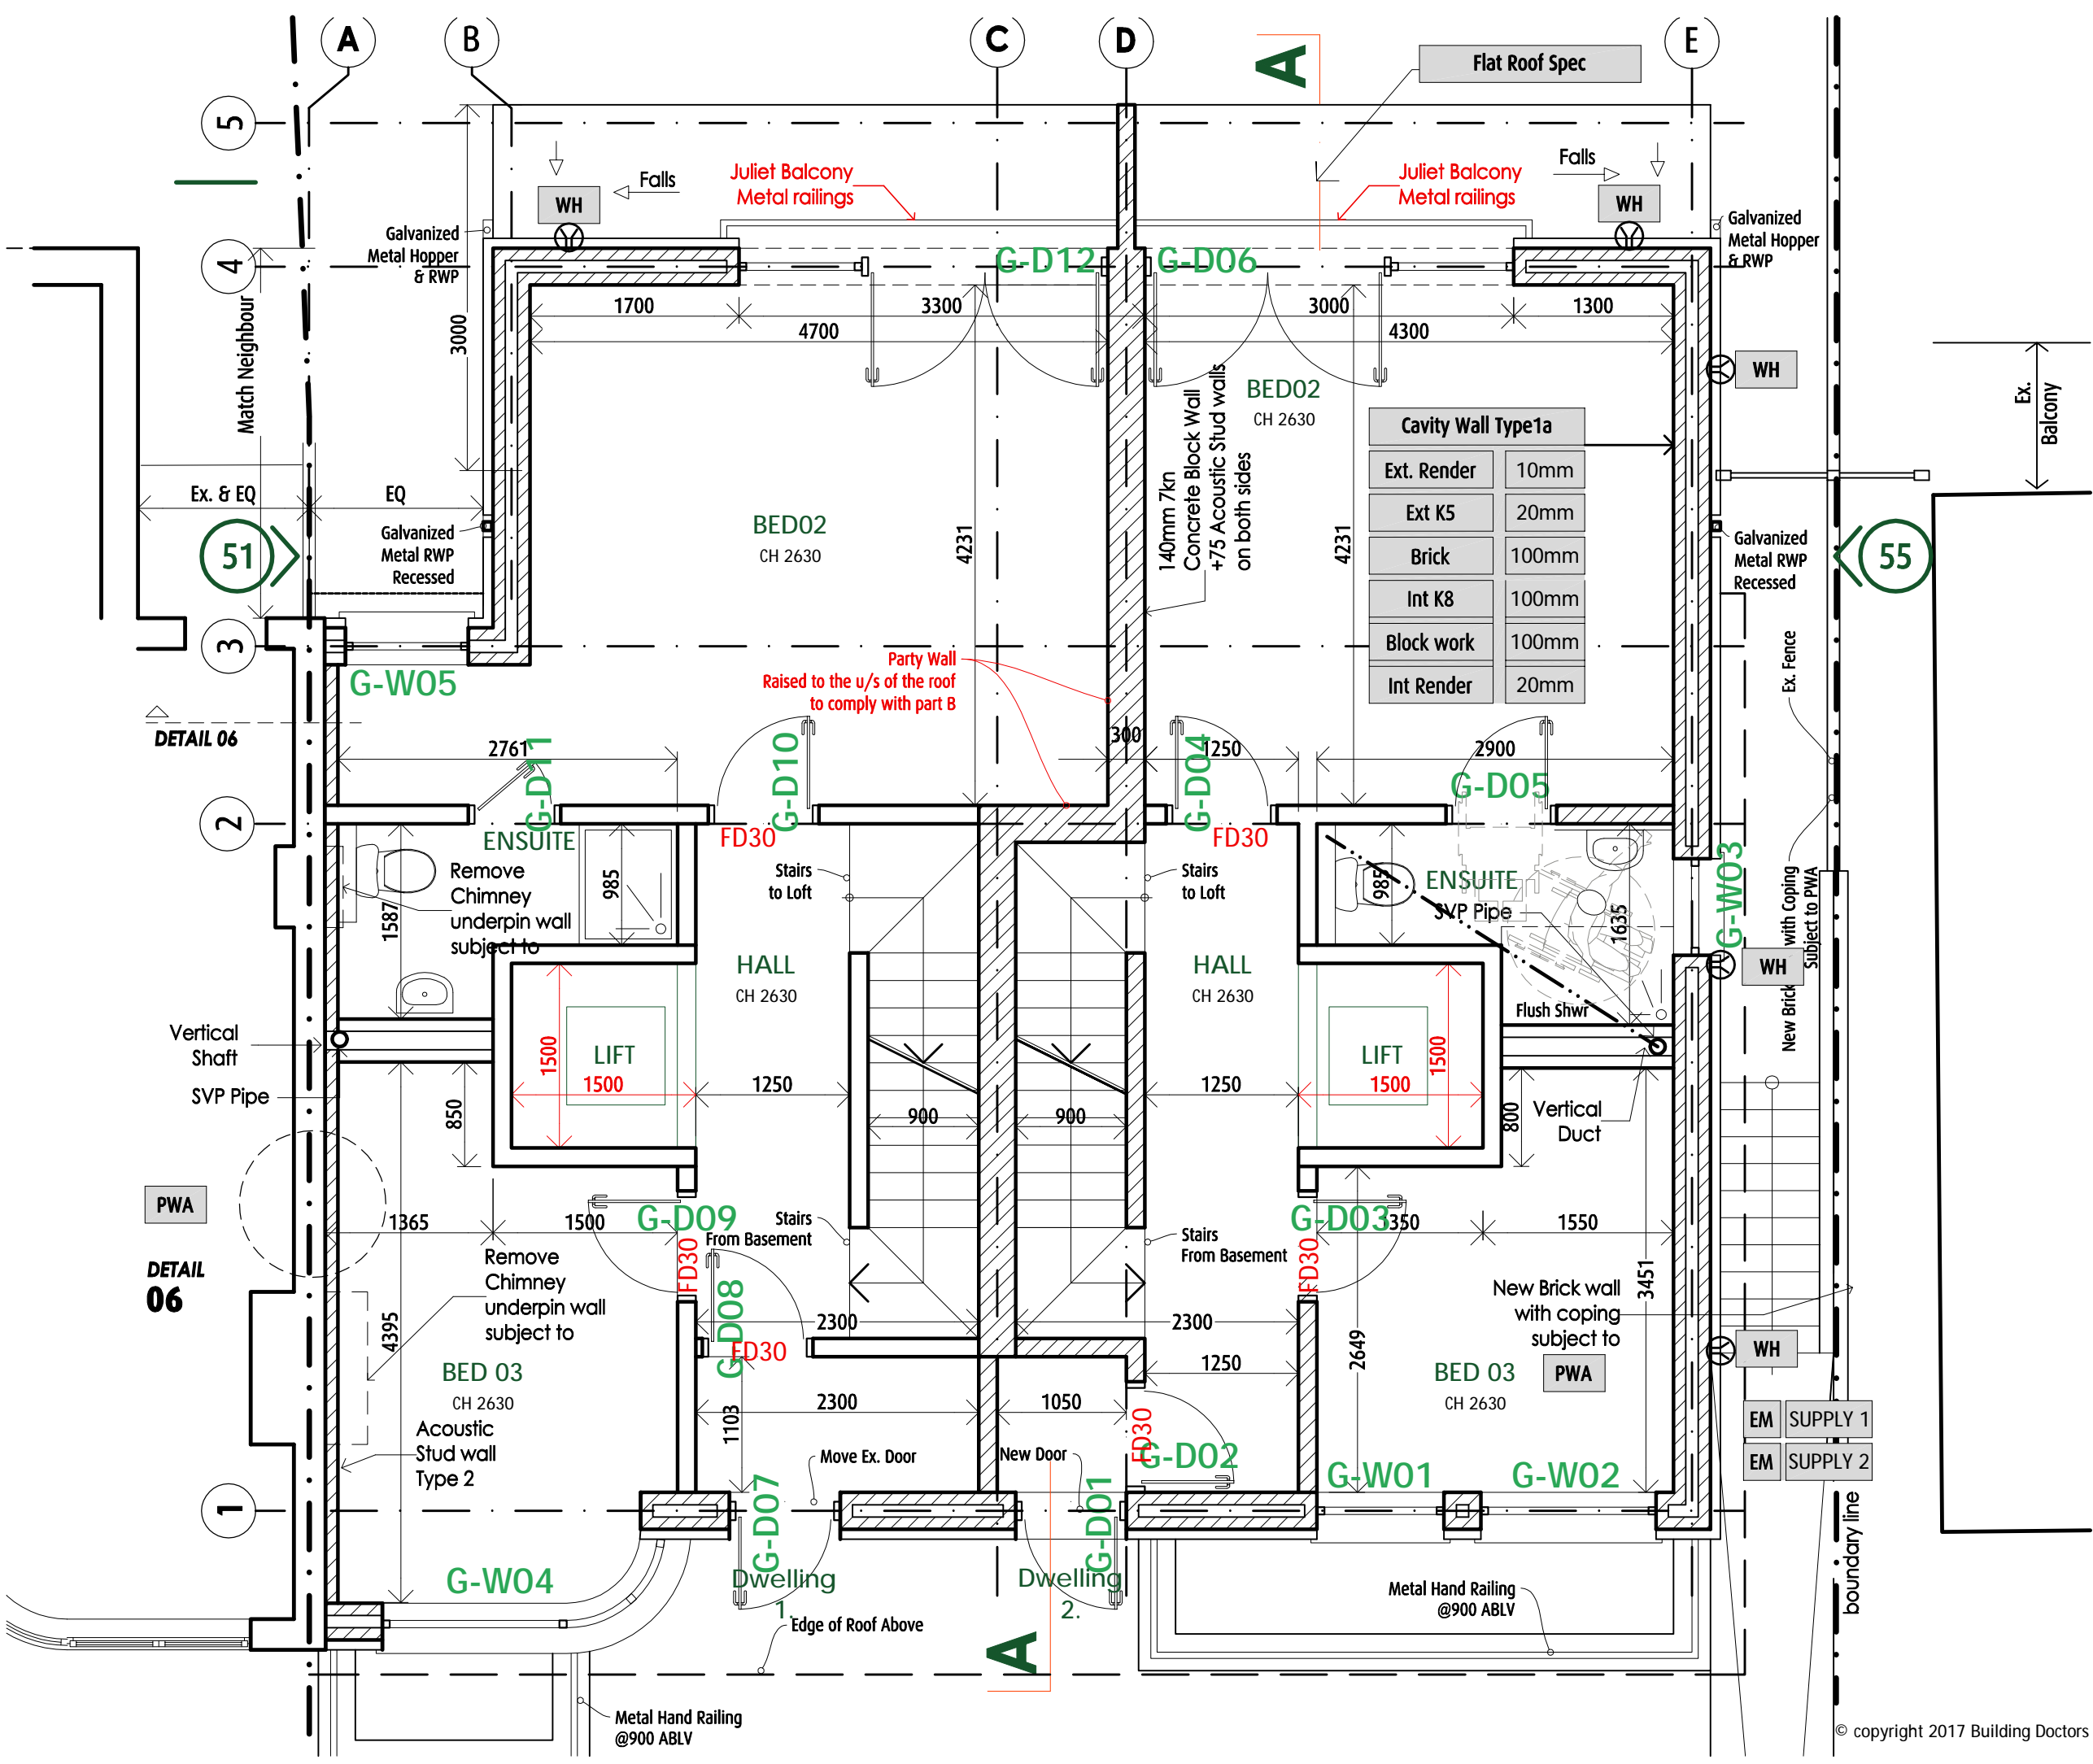 A
B
C
D
E
A
Flat Roof Spec
5
Juliet Balcony
Metal railings
Juliet Balcony
Metal railings
Falls
Falls
WH
WH
Galvanized
Metal Hopper
& RWP
Galvanized
Metal Hopper
& RWP
4
G-D12
G-D06
1700
3300
3000
1300
4700
4300
3000
Match Neighbour
WH
Ex.
Balcony
BED02
CH 2630
140mm 7kn
Concrete Block Wall
+75 Acoustic Stud walls
on both sides
Cavity Wall Type1a
Ext. Render
10mm
Ext K5
20mm
Brick
100mm
Int K8
100mm
Block work
100mm
Int Render
20mm
Ex. & EQ
EQ
BED02
CH 2630
4231
4231
Galvanized
Metal RWP
Recessed
Galvanized
Metal RWP
Recessed
51
55
3
G-W05
Party Wall
Raised to the u/s of the roof
to comply with part B
Ex. Fence
DETAIL 06
2761
300
1250
2900
G-D11
G-D10
G-D04
G-D05
2
ENSUITE
FD30
FD30
Remove
Chimney
underpin wall
subject to
1587
985
Stairs
to Loft
Stairs
to Loft
985
ENSUITE
SVP Pipe
1635
G-W03
New Brick with Coping
Subject to PWA
HALL
CH 2630
HALL
CH 2630
WH
Flush Shwr
Vertical
Shaft
SVP Pipe
LIFT
1500
1500
1250
900
900
1250
LIFT
1500
1500
850
800
Vertical
Duct
PWA
1365
1500
G-D09
Stairs
From Basement
Stairs
From Basement
G-D03
1350
1550
DETAIL
06
Remove
Chimney
underpin wall
subject to
FD30
FD30
3451
New Brick wall
with coping
subject to
PWA
4395
G-D08
2300
2300
FD30
1250
2649
WH
BED 03
CH 2630
BED 03
CH 2630
2300
1050
1103
EM
SUPPLY 1
EM
SUPPLY 2
Acoustic
Stud wall
Type 2
Move Ex. Door
New Door
FD30
G-D02
G-W01
G-W02
1
G-D07
G-D01
boundary line
G-W04
Dwelling
1.
Dwelling
2.
Edge of Roof Above
Metal Hand Railing
@900 ABLV
A
Metal Hand Railing
@900 ABLV
© copyright 2017 Building Doctors